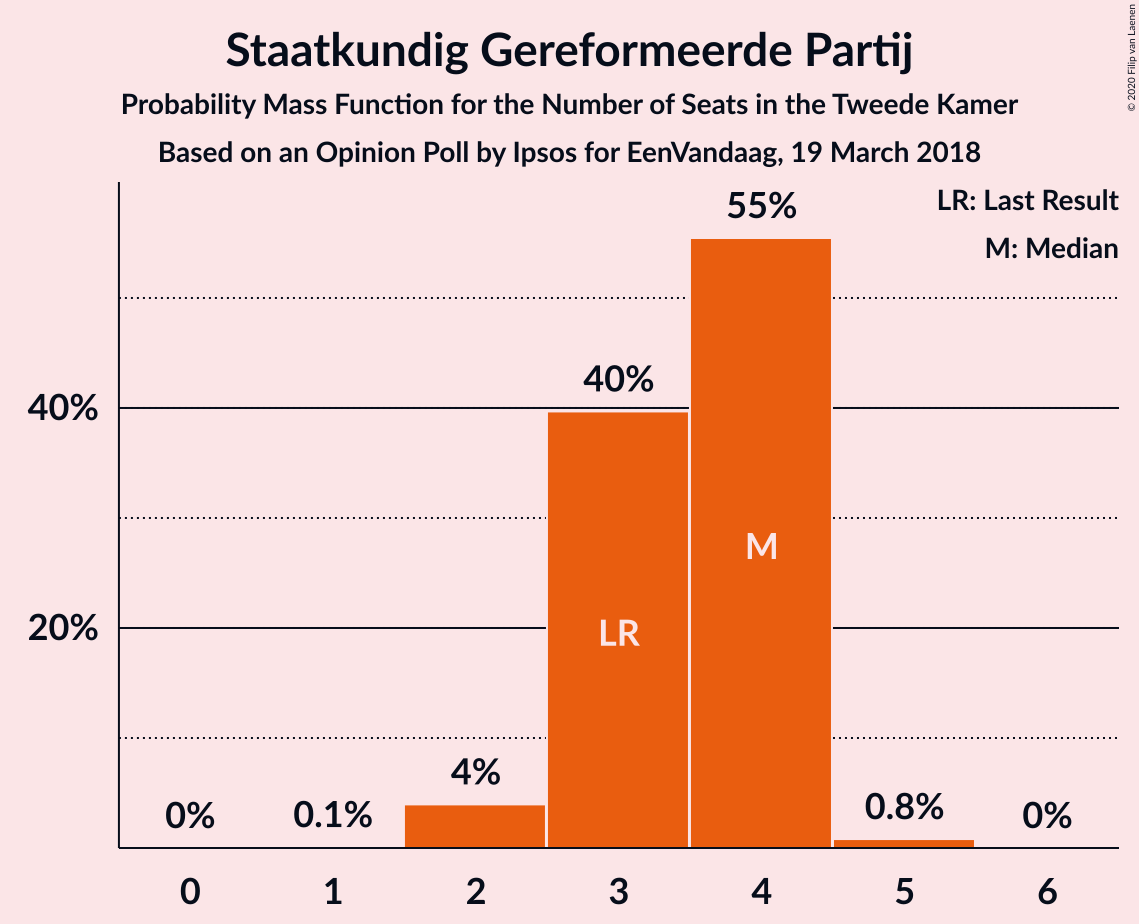 Staatkundig Gereformeerde Partij
Probability Mass Function for the Number of Seats in the Tweede Kamer
Based on an Opinion Poll by Ipsos for EenVandaag, 19 March 2018
© 2020 Filip van Laenen
LR: Last Result
M: Median
55%
40%
40%
M
20%
LR
4%
0%
0.1%
0.8%
0%
0
1
2
3
4
5
6